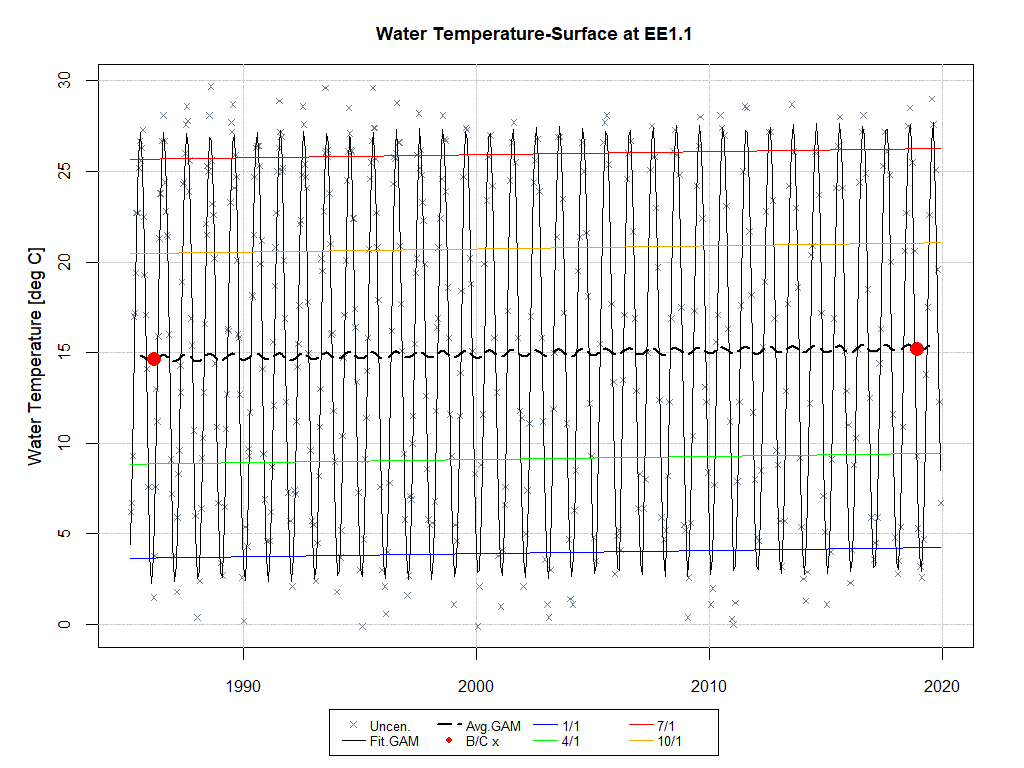 Water Temperature-Surface at EE1.1
Water Temperature [deg C]
30
25
20
15
10
5
0
1990 2000 2010 2020
Uncen. Avg.GAM 1/1 7/1
Fit.GAM B/C x 4/1 10/1